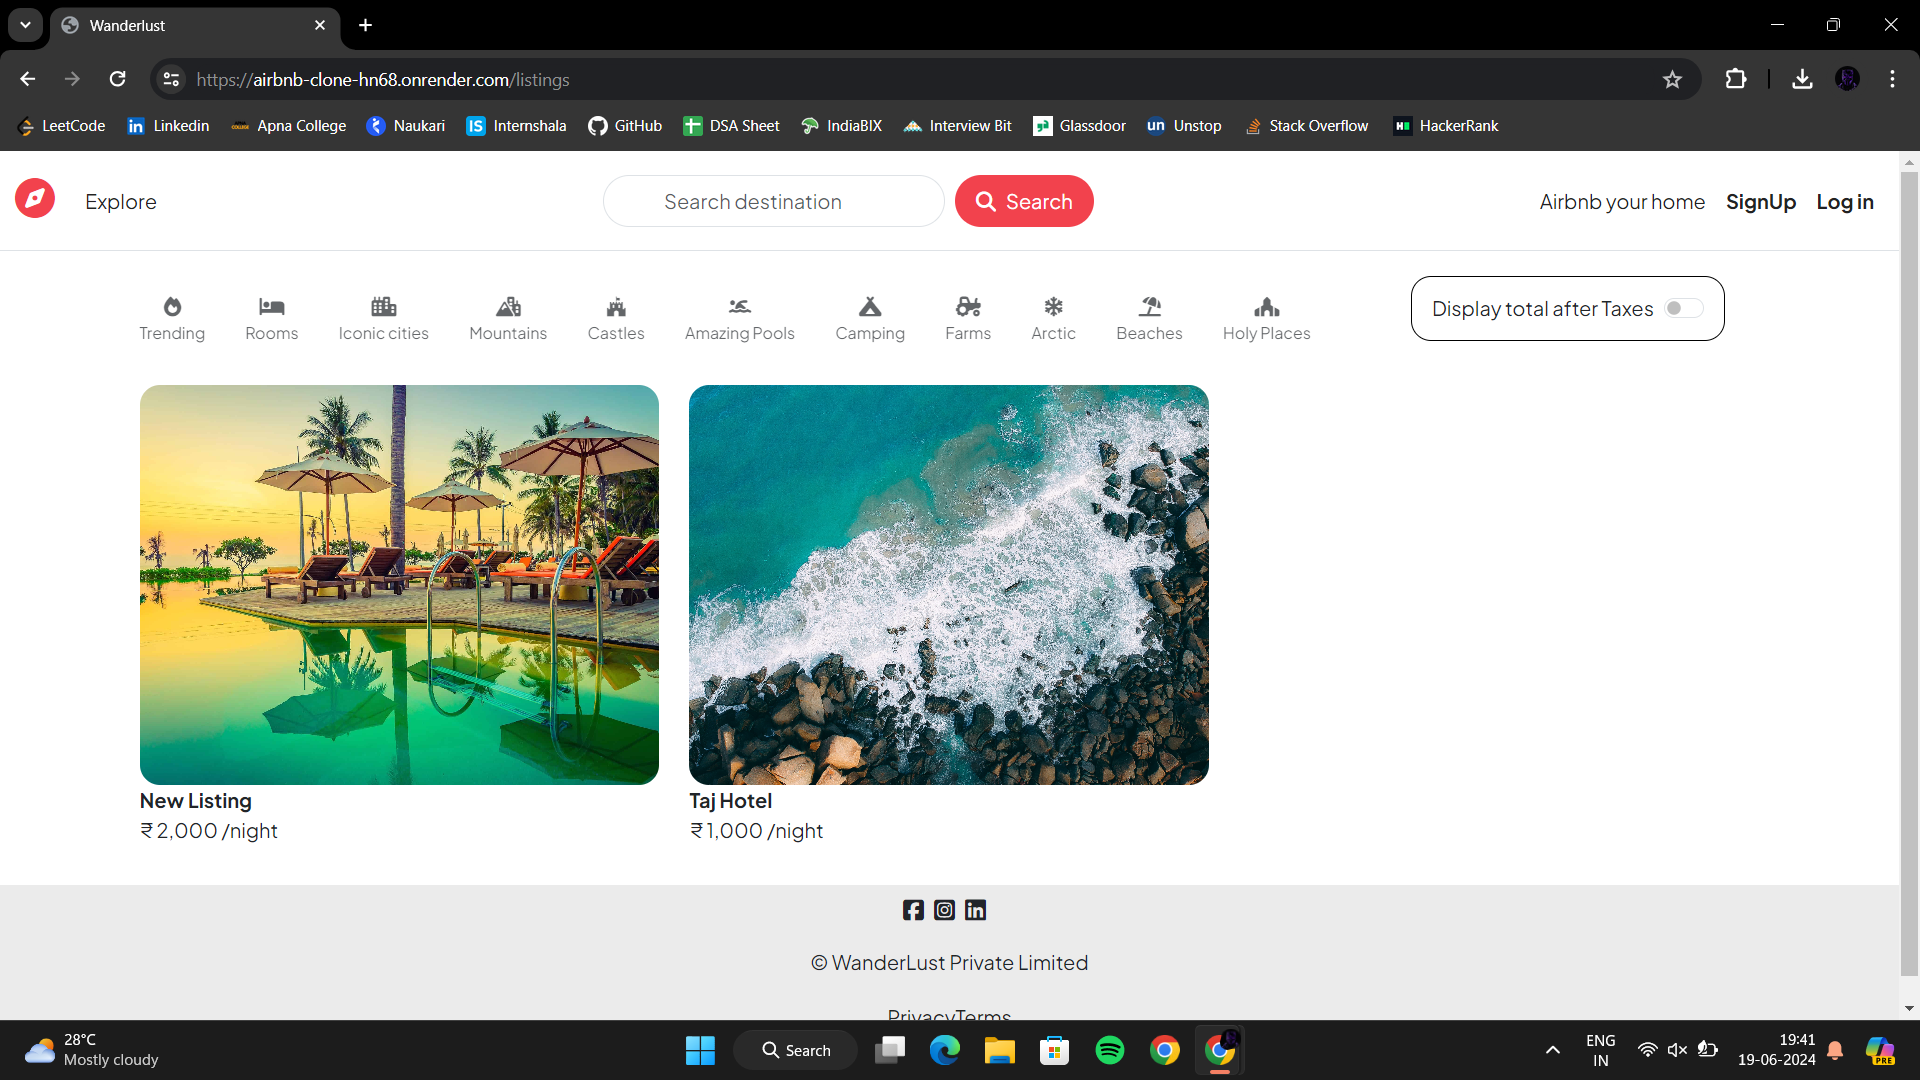 Wanderlust
https://airbnb-clone-hn68.onrender.com/listings
LeetCode Linkedin Apna College Naukari Internshala GitHub DSA Sheet IndiaBIX Interview Bit Glassdoor Unstop Stack Overflow HackerRank
Explore Search destination Search Airbnb your home SignUp Log in
Trending Rooms Iconic cities Mountains Castles Amazing Pools Camping Farms Arctic Beaches Holy Places Display total after Taxes
New Listing Taj Hotel
₹ 2,000 /night ₹ 1,000 /night
© WanderLust Private Limited
PrivacyTerms
28°C
Mostly cloudy
Search
ENG
IN
19:41
19-06-2024
PRE